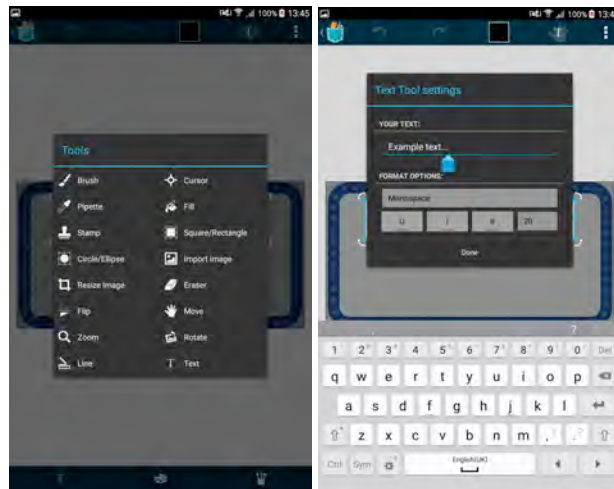 100% 13:45
Tools
Brush
Cursor
Pipette
Fill
Stamp
Square/Rectangle
Circle/Ellipse
Import image
Resize Image
Eraser
Flip
Move
Zoom
Rotate
Line
Text
100% 13:4
Text Tool settings
YOUR TEXT:
Example text...
FORMAT OPTIONS:
Monospace
U
I
B
20
Done
1 2 3 4 5 6 7 8 9 0 Del
q w e r t y u i o p
a s d f g h j k l
z x c v b n m
Ctrl Sym English(UK)